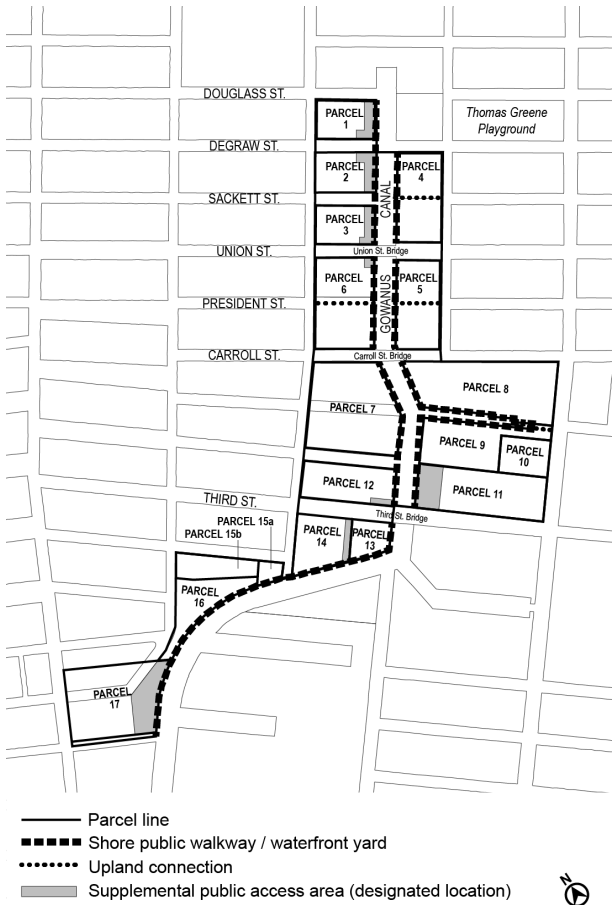 DOUGLASS ST.
PARCEL
1
Thomas Greene
Playground
DEGRAW ST.
PARCEL
2
PARCEL
4
CANAL
SACKETT ST.
PARCEL
3
UNION ST.
Union St. Bridge
PARCEL
6
PARCEL
5
GOWANUS
PRESIDENT ST.
CARROLL ST.
Carroll St. Bridge
PARCEL 8
PARCEL 7
PARCEL 9
PARCEL
10
PARCEL 12
PARCEL 11
THIRD ST.
Third St. Bridge
PARCEL 15a
PARCEL 15b
PARCEL
14
PARCEL
13
PARCEL
16
PARCEL
17
Parcel line
Shore public walkway / waterfront yard
Upland connection
Supplemental public access area (designated location)
N